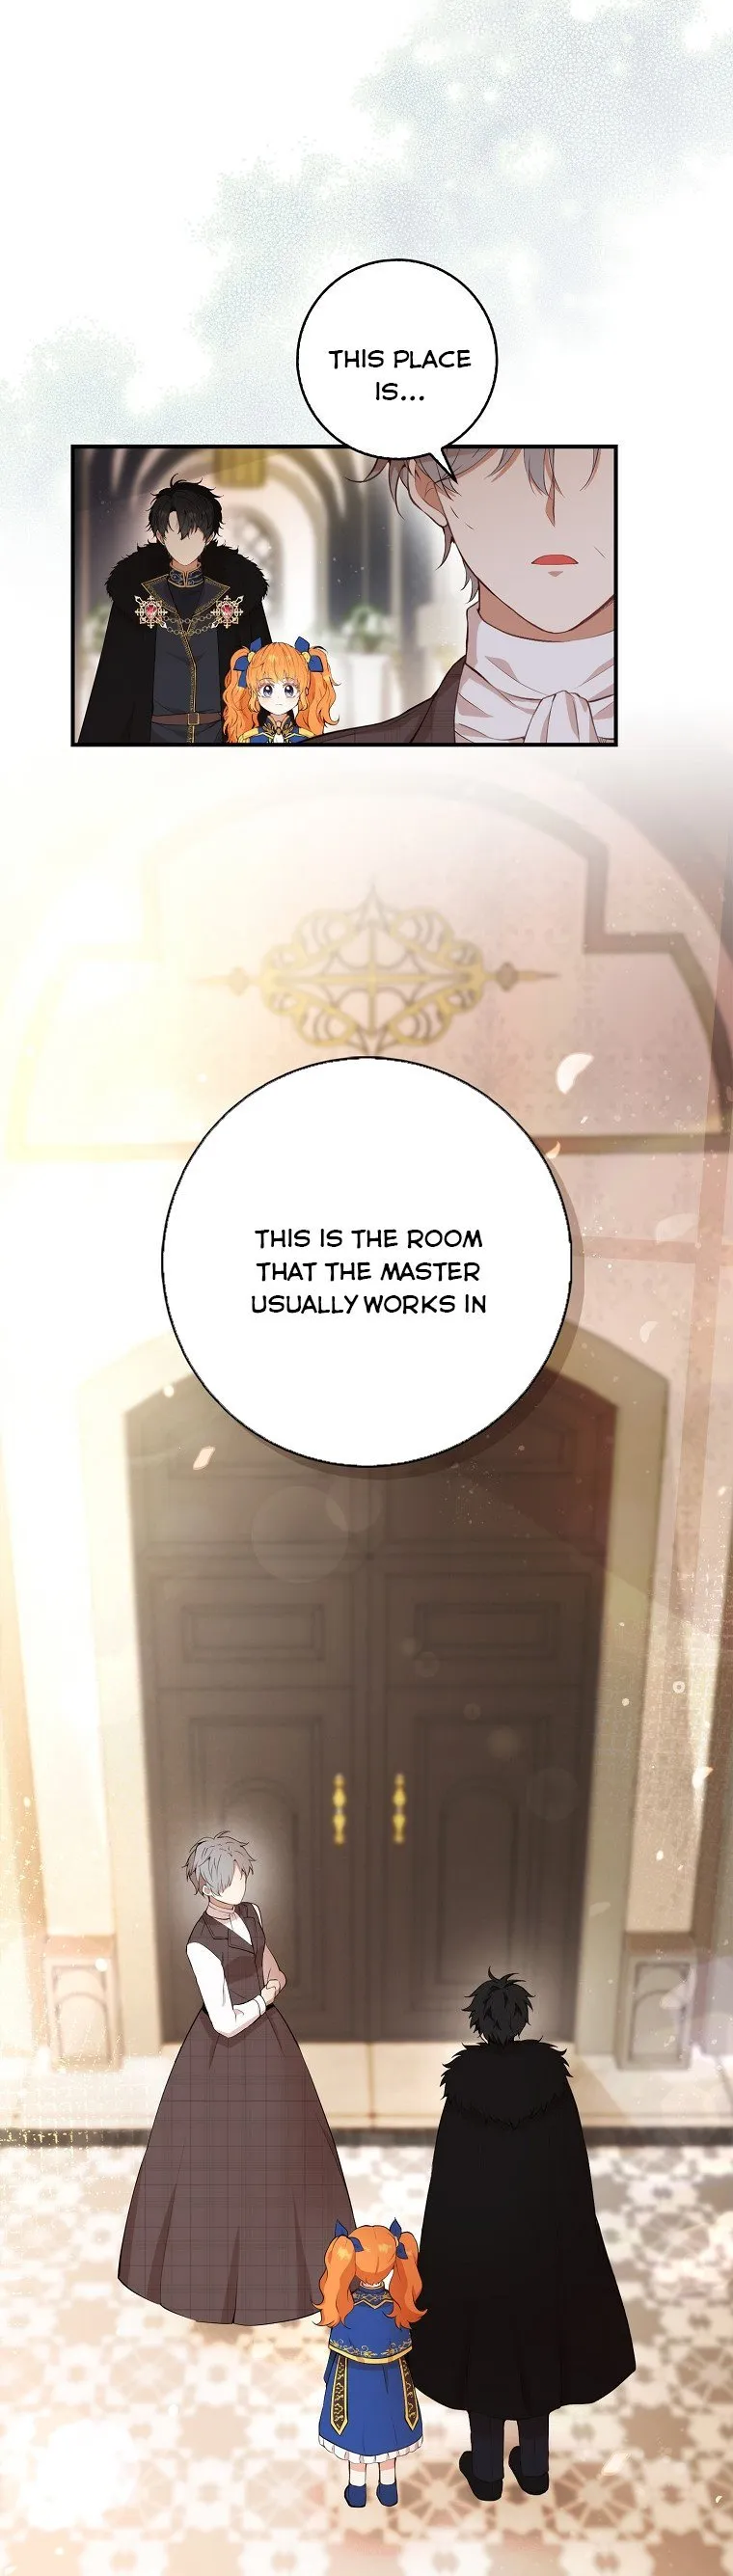 THIS PLACE
IS...
THIS IS THE ROOM
THAT THE MASTER
USUALLY WORKS IN